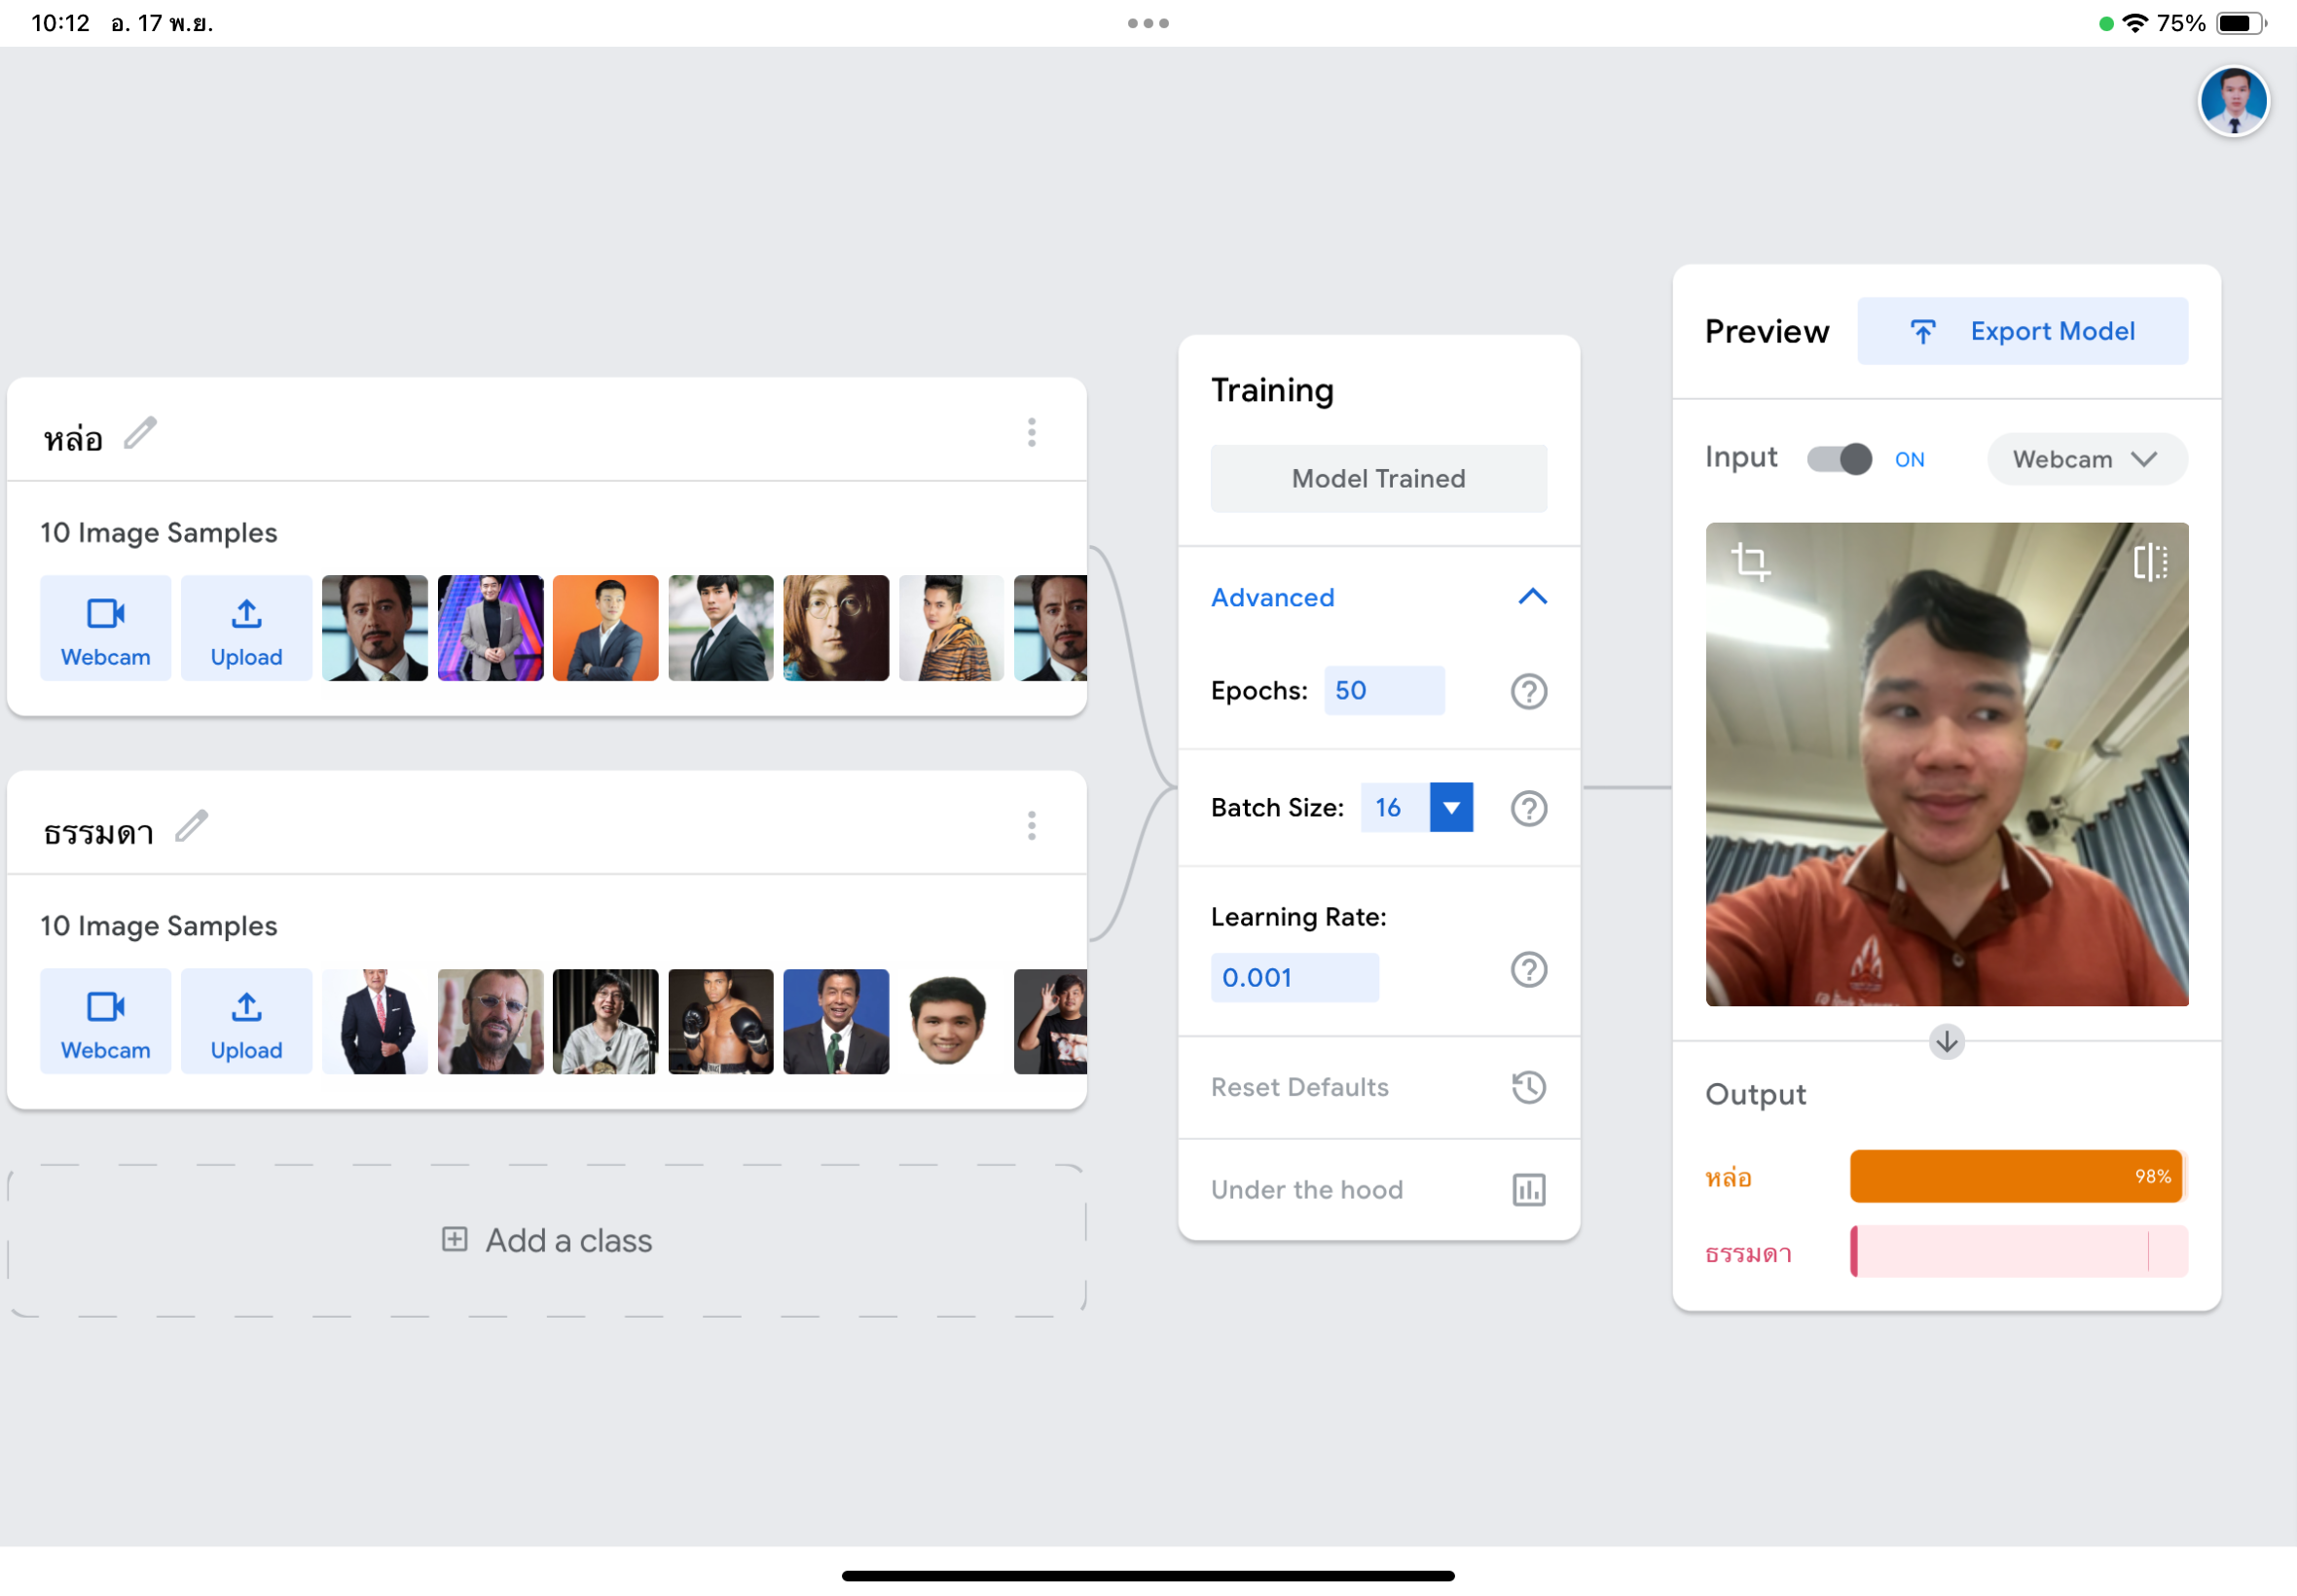 10:12 อ. 17 พ.ย.
75%
หล่อ
10 Image Samples
Webcam
Upload
ธรรมดา
10 Image Samples
Webcam
Upload
Add a class
Training
Model Trained
Advanced
Epochs: 50
Batch Size: 16
Learning Rate:
0.001
Reset Defaults
Under the hood
Preview
Export Model
Input ON Webcam
Output
หล่อ 98%
ธรรมดา